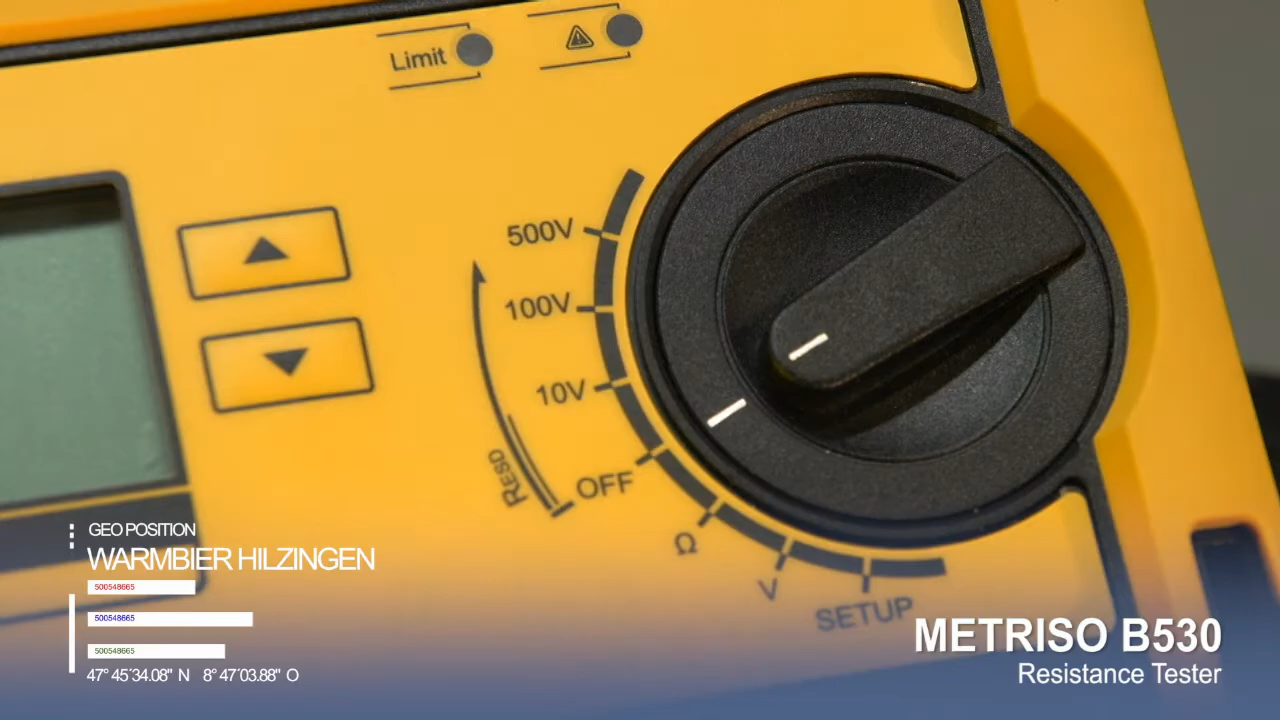 Limit
500V
100V
10V
RESD
OFF
Ω
V
SETUP
GEO POSITION
WARMBIER HILZINGEN
500548665
500548665
500548665
47° 45'34.08" N 8° 47'03.88" O
METRISO B530
Resistance Tester